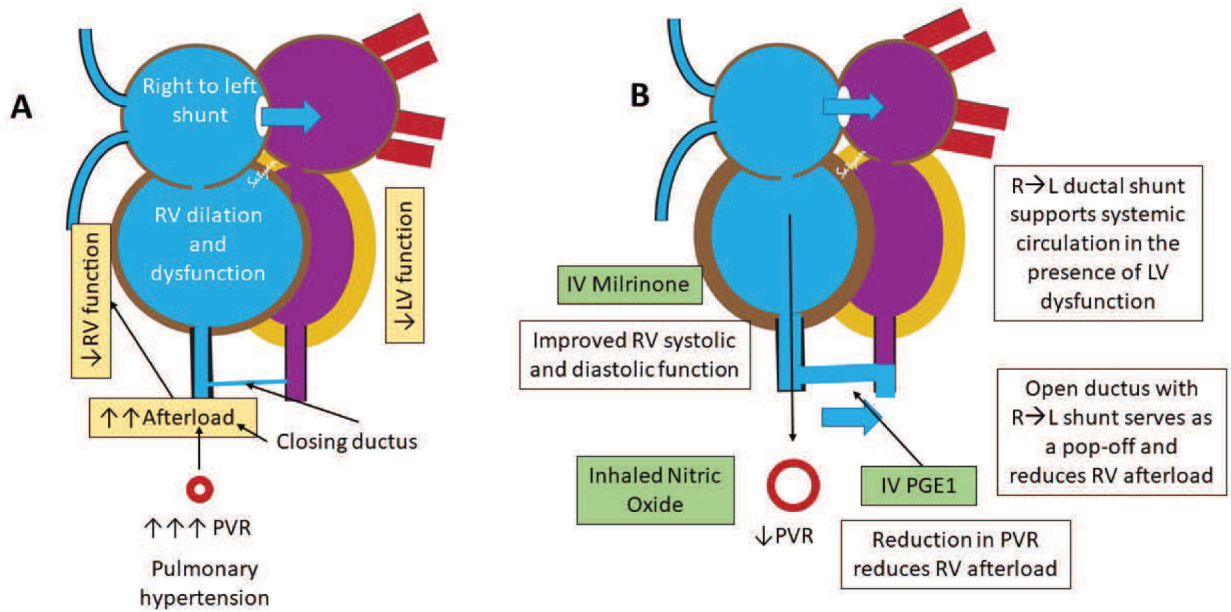 A
Right to left
shunt
RV dilation
and
dysfunction
↓RV function
↓LV function
↑↑Afterload
Closing ductus
↑↑↑ PVR
Pulmonary
hypertension
B
IV Milrinone
Improved RV systolic
and diastolic function
Inhaled Nitric
Oxide
↓PVR
IV PGE1
Reduction in PVR
reduces RV afterload
R→L ductal shunt
supports systemic
circulation in the
presence of LV
dysfunction
Open ductus with
R→L shunt serves as
a pop-off and
reduces RV afterload